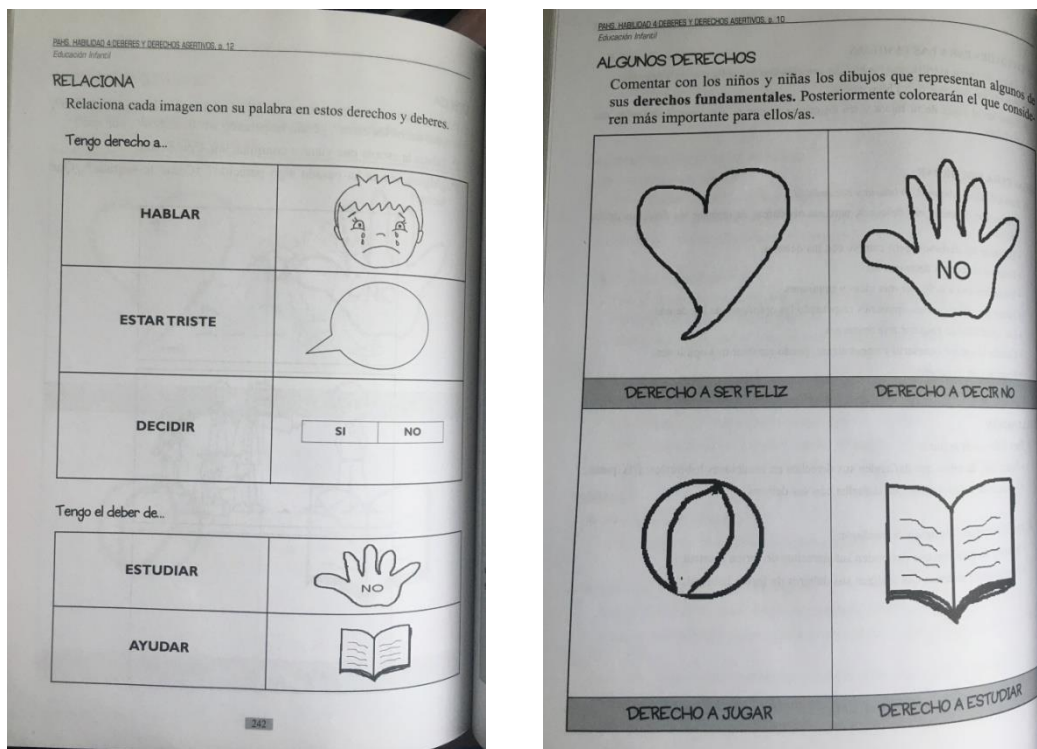 PAHS. HABILIDAD 4 DEBERES Y DERECHOS ASERTIVOS, p. 12
Educación Infantil
RELACIONA
Relaciona cada imagen con su palabra en estos derechos y deberes.
Tengo derecho a...
HABLAR
ESTAR TRISTE
DECIDIR
SI NO
Tengo el deber de...
ESTUDIAR
NO
AYUDAR
242
PAHS. HABILIDAD 4 DEBERES Y DERECHOS ASERTIVOS, p. 10
Educación Infantil
ALGUNOS DERECHOS
Comentar con los niños y niñas los dibujos que representan algunos de
sus derechos fundamentales. Posteriormente colorearán el que conside-
ren más importante para ellos/as.
NO
DERECHO A SER FELIZ
DERECHO A DECIR NO
DERECHO A JUGAR
DERECHO A ESTUDIAR